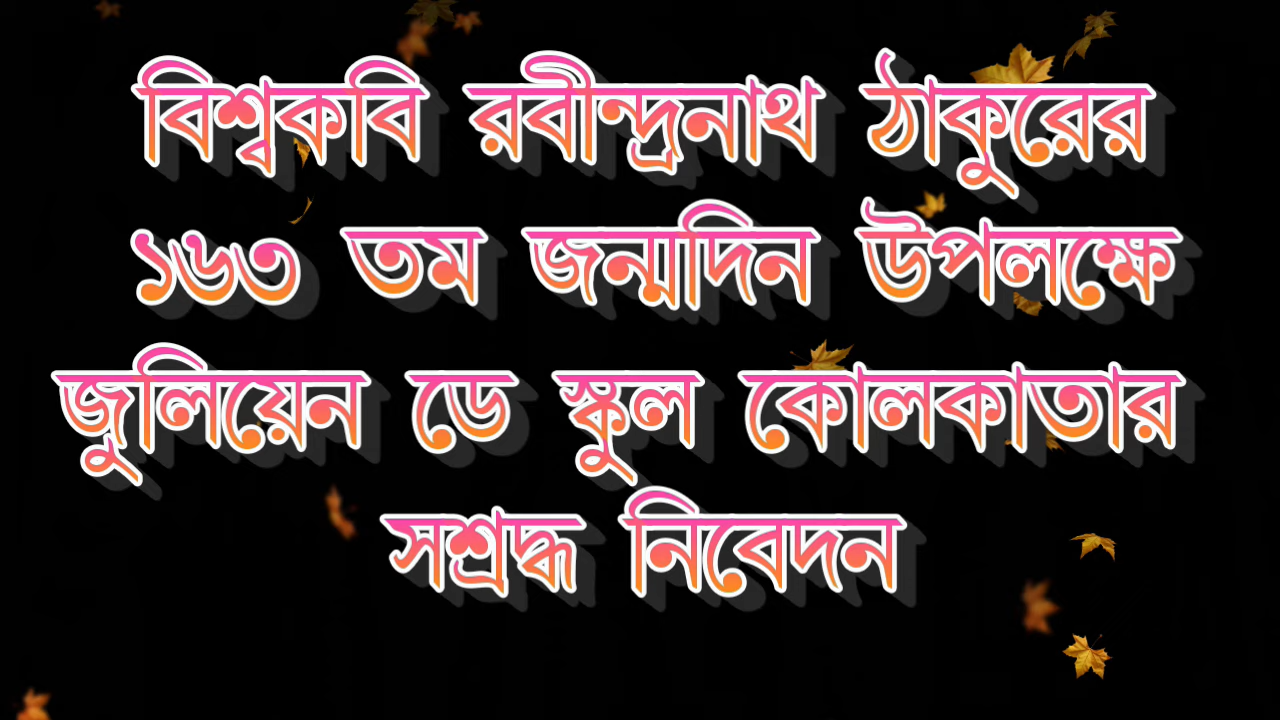 বিশ্বকবি রবীন্দ্রনাথ ঠাকুরের
১৬৩ তম জন্মদিন উপলক্ষে
জুলিয়েন ডে স্কুল কোলকাতার
সশ্রদ্ধ নিবেদন